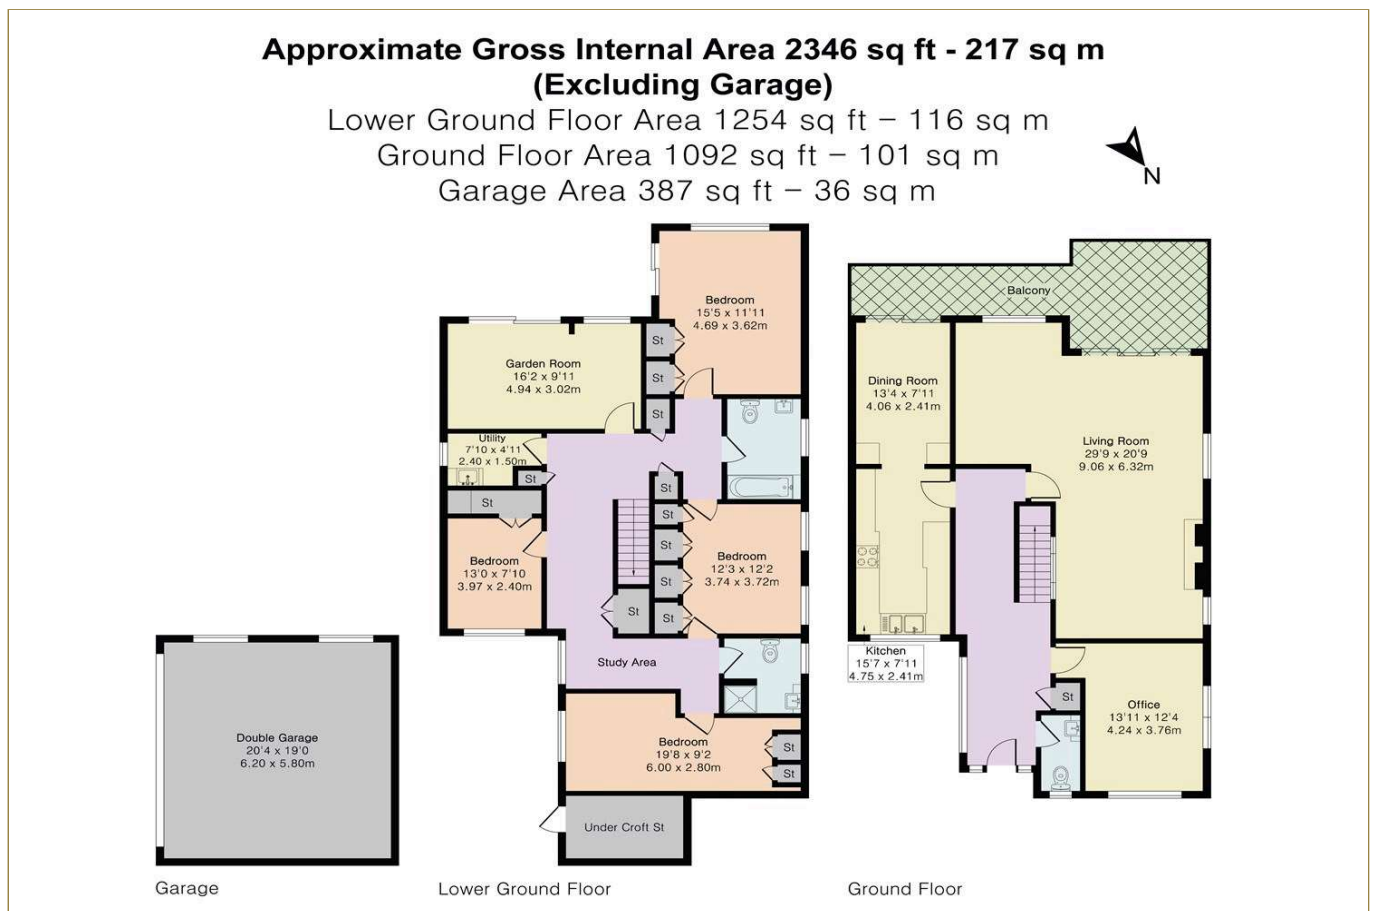 Approximate Gross Internal Area 2346 sq ft - 217 sq m
(Excluding Garage)
Lower Ground Floor Area 1254 sq ft – 116 sq m
Ground Floor Area 1092 sq ft – 101 sq m
Garage Area 387 sq ft – 36 sq m
N
Double Garage
20'4 x 19'0
6.20 x 5.80m
Garage
Bedroom
15'5 x 11'11
4.69 x 3.62m
St
St
St
Garden Room
16'2 x 9'11
4.94 x 3.02m
Utility
7'10 x 4'11
2.40 x 1.50m
St
St
St
St
St
St
St
St
Bedroom
13'0 x 7'10
3.97 x 2.40m
Bedroom
12'3 x 12'2
3.74 x 3.72m
Study Area
Bedroom
19'8 x 9'2
6.00 x 2.80m
St
St
Under Croft St
Lower Ground Floor
Balcony
Dining Room
13'4 x 7'11
4.06 x 2.41m
Living Room
29'9 x 20'9
9.06 x 6.32m
Kitchen
15'7 x 7'11
4.75 x 2.41m
St
Office
13'11 x 12'4
4.24 x 3.76m
Ground Floor